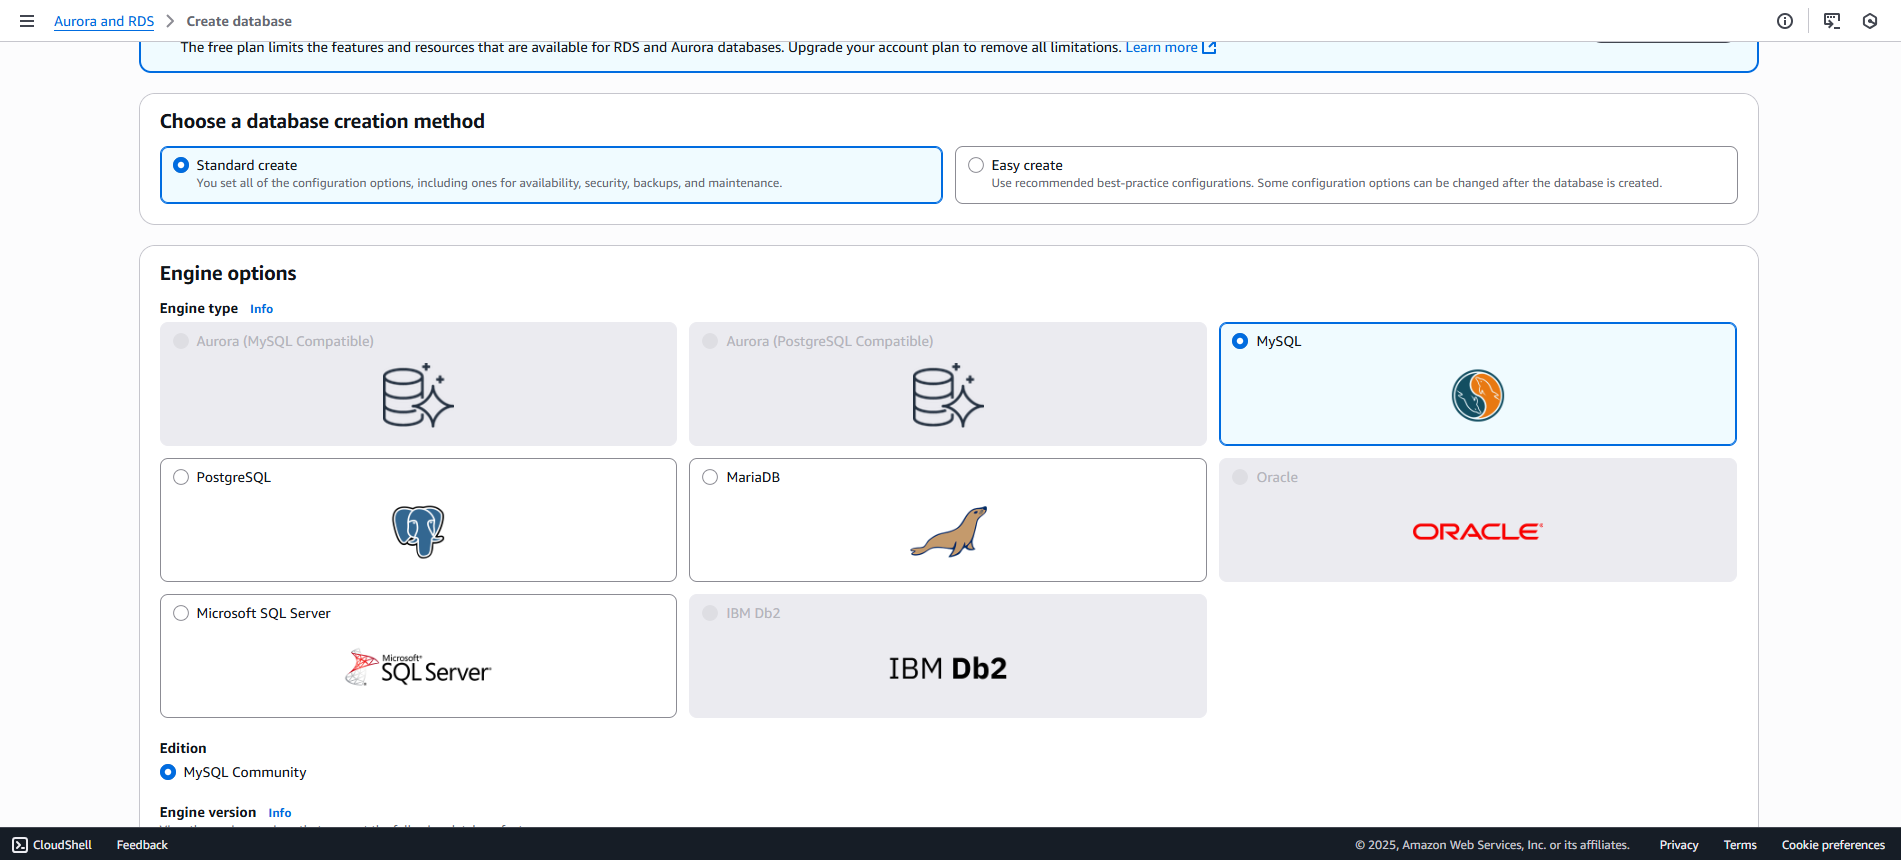 Aurora and RDS > Create database
The free plan limits the features and resources that are available for RDS and Aurora databases. Upgrade your account plan to remove all limitations. Learn more
Choose a database creation method
Standard create
You set all of the configuration options, including ones for availability, security, backups, and maintenance.
Easy create
Use recommended best-practice configurations. Some configuration options can be changed after the database is created.
Engine options
Engine type Info
Aurora (MySQL Compatible)
Aurora (PostgreSQL Compatible)
MySQL
PostgreSQL
MariaDB
Oracle
ORACLE
Microsoft SQL Server
Microsoft
SQL Server
IBM Db2
IBM Db2
Edition
MySQL Community
Engine version Info
CloudShell Feedback © 2025, Amazon Web Services, Inc. or its affiliates. Privacy Terms Cookie preferences